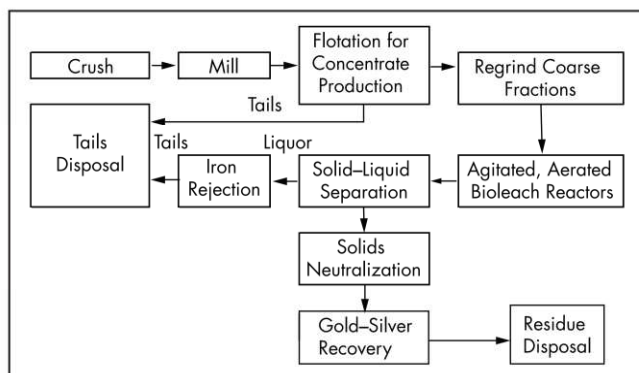 Crush
Mill
Flotation for
Concentrate
Production
Regrind Coarse
Fractions
Tails
Tails
Disposal
Tails
Iron
Rejection
Liquor
Solid–Liquid
Separation
Agitated, Aerated
Bioleach Reactors
Solids
Neutralization
Gold–Silver
Recovery
Residue
Disposal